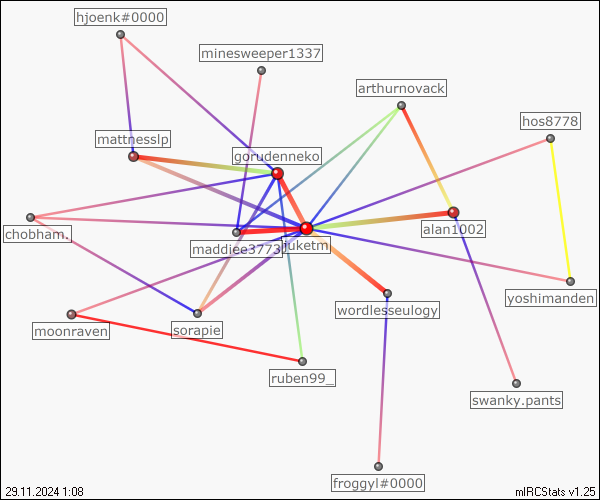 hjoenk#0000
minesweeper1337
arthurnovack
hos8778
mattnesslp
gorudenneko
chobham.
maddiee3773
ruketm
alan1002
yoshimanden
wordlesseulogy
moonraven
sorapie
ruben99_
swanky.pants
froggyl#0000
29.11.2024 1:08
mIRCStats v1.25